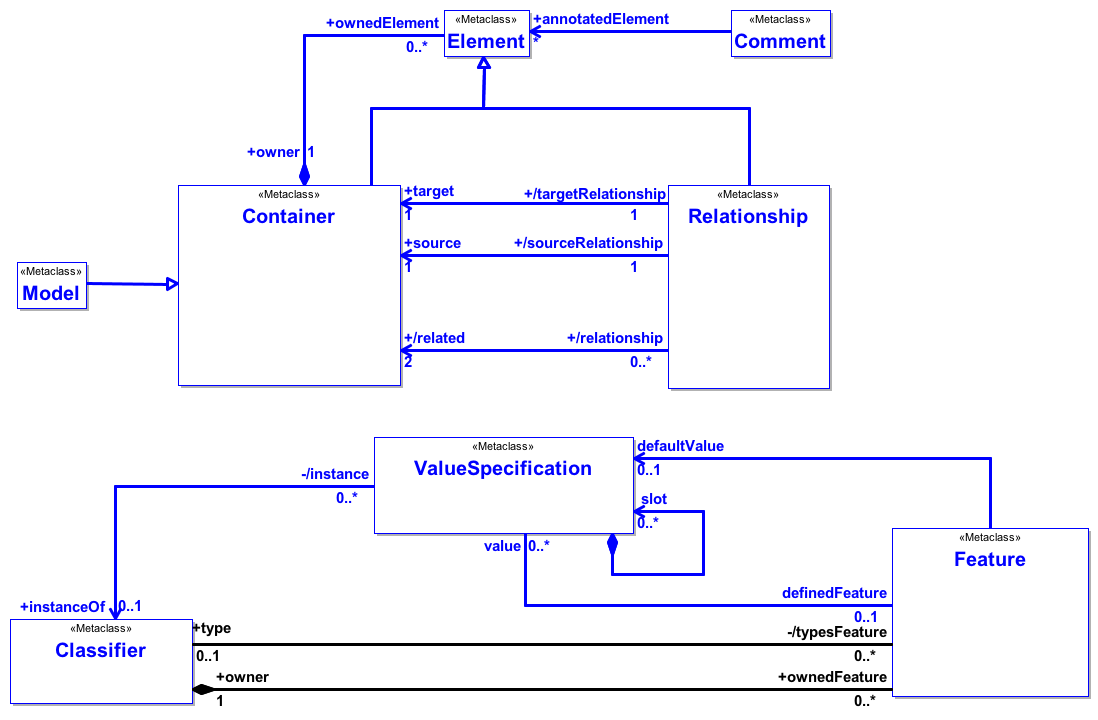 +ownedElement
0..*
«Metaclass»
Element
+annotatedElement
*
«Metaclass»
Comment
+owner 1
«Metaclass»
Container
+target
1
+/targetRelationship
1
«Metaclass»
Relationship
+source
1
+/sourceRelationship
1
«Metaclass»
Model
+/related
2
+/relationship
0..*
«Metaclass»
ValueSpecification
defaultValue
0..1
-/instance
0..*
slot
0..*
value 0..*
«Metaclass»
Feature
definedFeature
0..1
+instanceOf 0..1
«Metaclass»
Classifier
+type
0..1
-/typesFeature
0..*
+owner
1
+ownedFeature
0..*